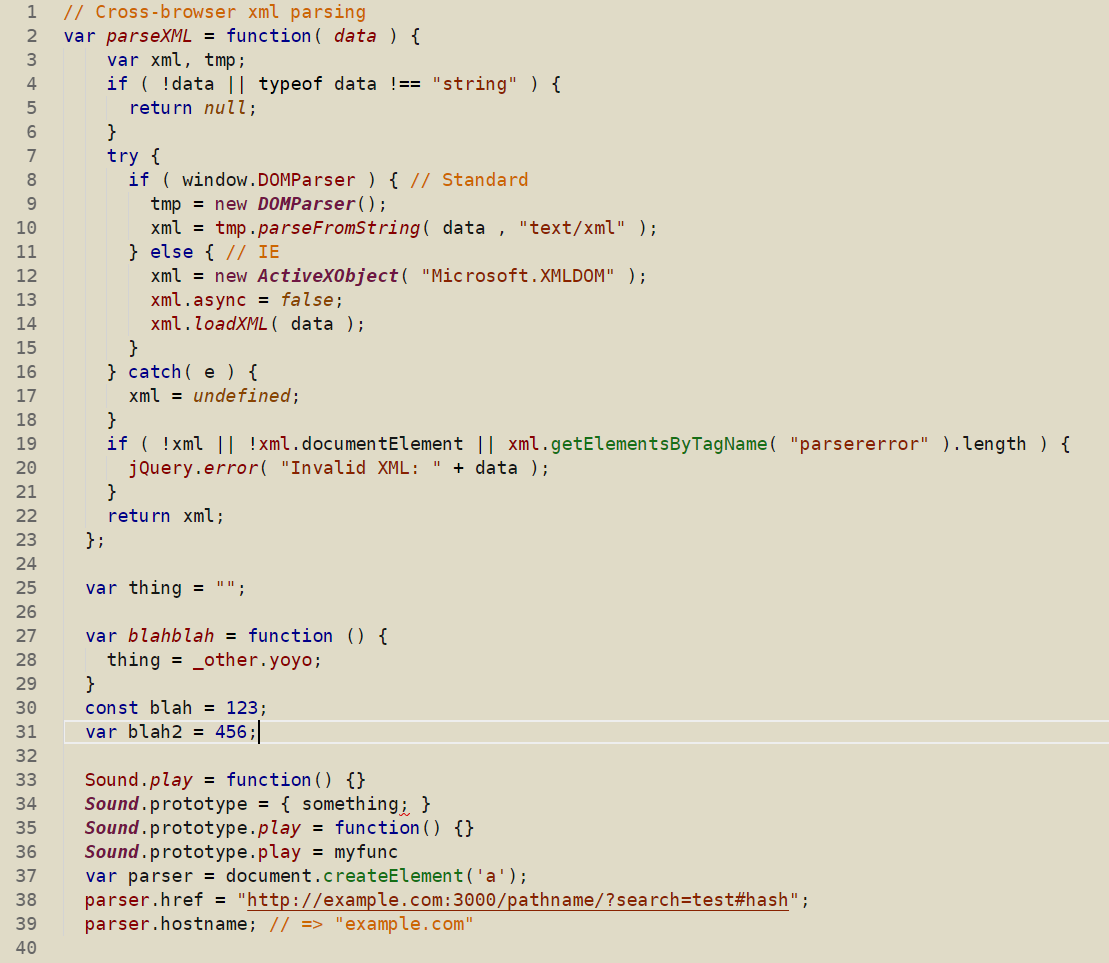 1 // Cross-browser xml parsing
2 var parseXML = function( data ) {
3     var xml, tmp;
4     if ( !data || typeof data !== "string" ) {
5       return null;
6     }
7     try {
8       if ( window.DOMParser ) { // Standard
9         tmp = new DOMParser();
10         xml = tmp.parseFromString( data , "text/xml" );
11       } else { // IE
12         xml = new ActiveXObject( "Microsoft.XMLDOM" );
13         xml.async = false;
14         xml.loadXML( data );
15       }
16     } catch( e ) {
17       xml = undefined;
18     }
19     if ( !xml || !xml.documentElement || xml.getElementsByTagName( "parsererror" ).length ) {
20       jQuery.error( "Invalid XML: " + data );
21     }
22     return xml;
23   };
24
25   var thing = "";
26
27   var blahblah = function () {
28     thing = _other.yoyo;
29   }
30   const blah = 123;
31   var blah2 = 456;
32
33   Sound.play = function() {}
34   Sound.prototype = { something; }
35   Sound.prototype.play = function() {}
36   Sound.prototype.play = myfunc
37   var parser = document.createElement('a');
38   parser.href = "http://example.com:3000/pathname/?search=test#hash";
39   parser.hostname; // => "example.com"
40